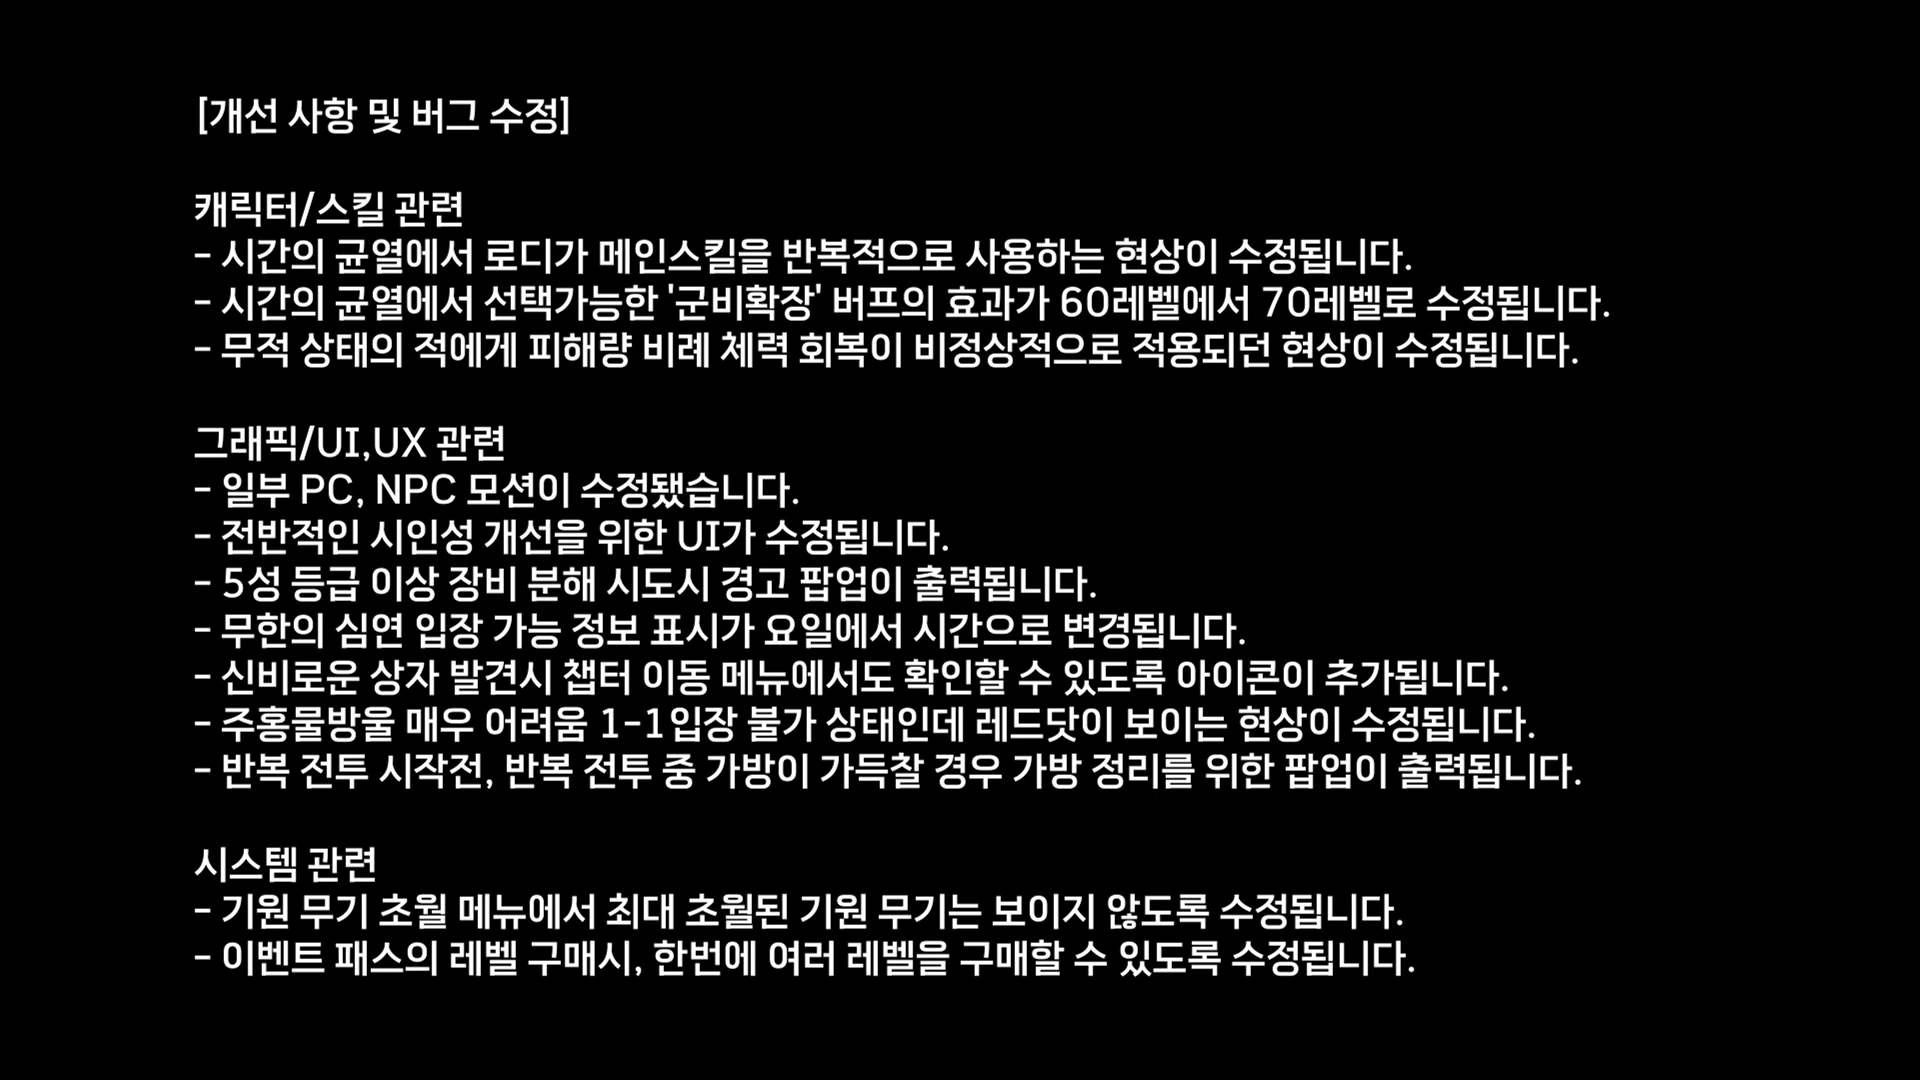 [개선 사항 및 버그 수정]
캐릭터/스킬 관련
- 시간의 균열에서 로디가 메인스킬을 반복적으로 사용하는 현상이 수정됩니다.
- 시간의 균열에서 선택가능한 '군비확장' 버프의 효과가 60레벨에서 70레벨로 수정됩니다.
- 무적 상태의 적에게 피해량 비례 체력 회복이 비정상적으로 적용되던 현상이 수정됩니다.
그래픽/UI,UX 관련
- 일부 PC, NPC 모션이 수정됐습니다.
- 전반적인 시인성 개선을 위한 UI가 수정됩니다.
- 5성 등급 이상 장비 분해 시도시 경고 팝업이 출력됩니다.
- 무한의 심연 입장 가능 정보 표시가 요일에서 시간으로 변경됩니다.
- 신비로운 상자 발견시 챕터 이동 메뉴에서도 확인할 수 있도록 아이콘이 추가됩니다.
- 주홍물방울 매우 어려움 1-1입장 불가 상태인데 레드닷이 보이는 현상이 수정됩니다.
- 반복 전투 시작전, 반복 전투 중 가방이 가득찰 경우 가방 정리를 위한 팝업이 출력됩니다.
시스템 관련
- 기원 무기 초월 메뉴에서 최대 초월된 기원 무기는 보이지 않도록 수정됩니다.
- 이벤트 패스의 레벨 구매시, 한번에 여러 레벨을 구매할 수 있도록 수정됩니다.